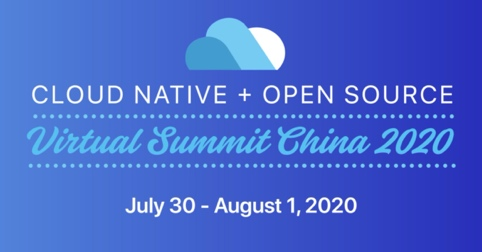 CLOUD NATIVE + OPEN SOURCE
Virtual Summit China 2020
July 30 - August 1, 2020